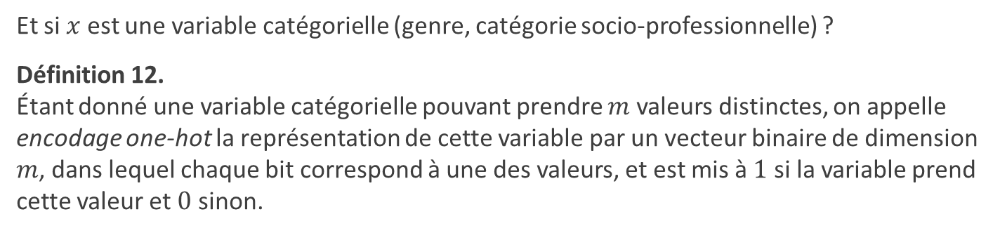 Et si x est une variable catégorielle (genre, catégorie socio-professionnelle) ?
Définition 12.
Étant donné une variable catégorielle pouvant prendre m valeurs distinctes, on appelle
encodage one-hot la représentation de cette variable par un vecteur binaire de dimension
m, dans lequel chaque bit correspond à une des valeurs, et est mis à 1 si la variable prend
cette valeur et 0 sinon.